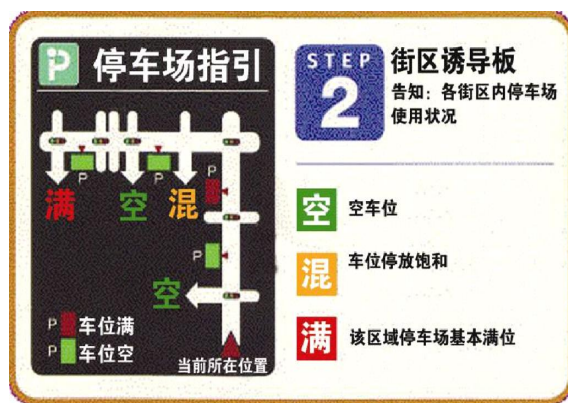 P 停车场指引
P
P
P
满 空 混
P
空
P 车位满
P 车位空
当前所在位置
STEP
2
街区诱导板
告知：各街区内停车场
使用状况
空 空车位
混 车位停放饱和
满 该区域停车场基本满位